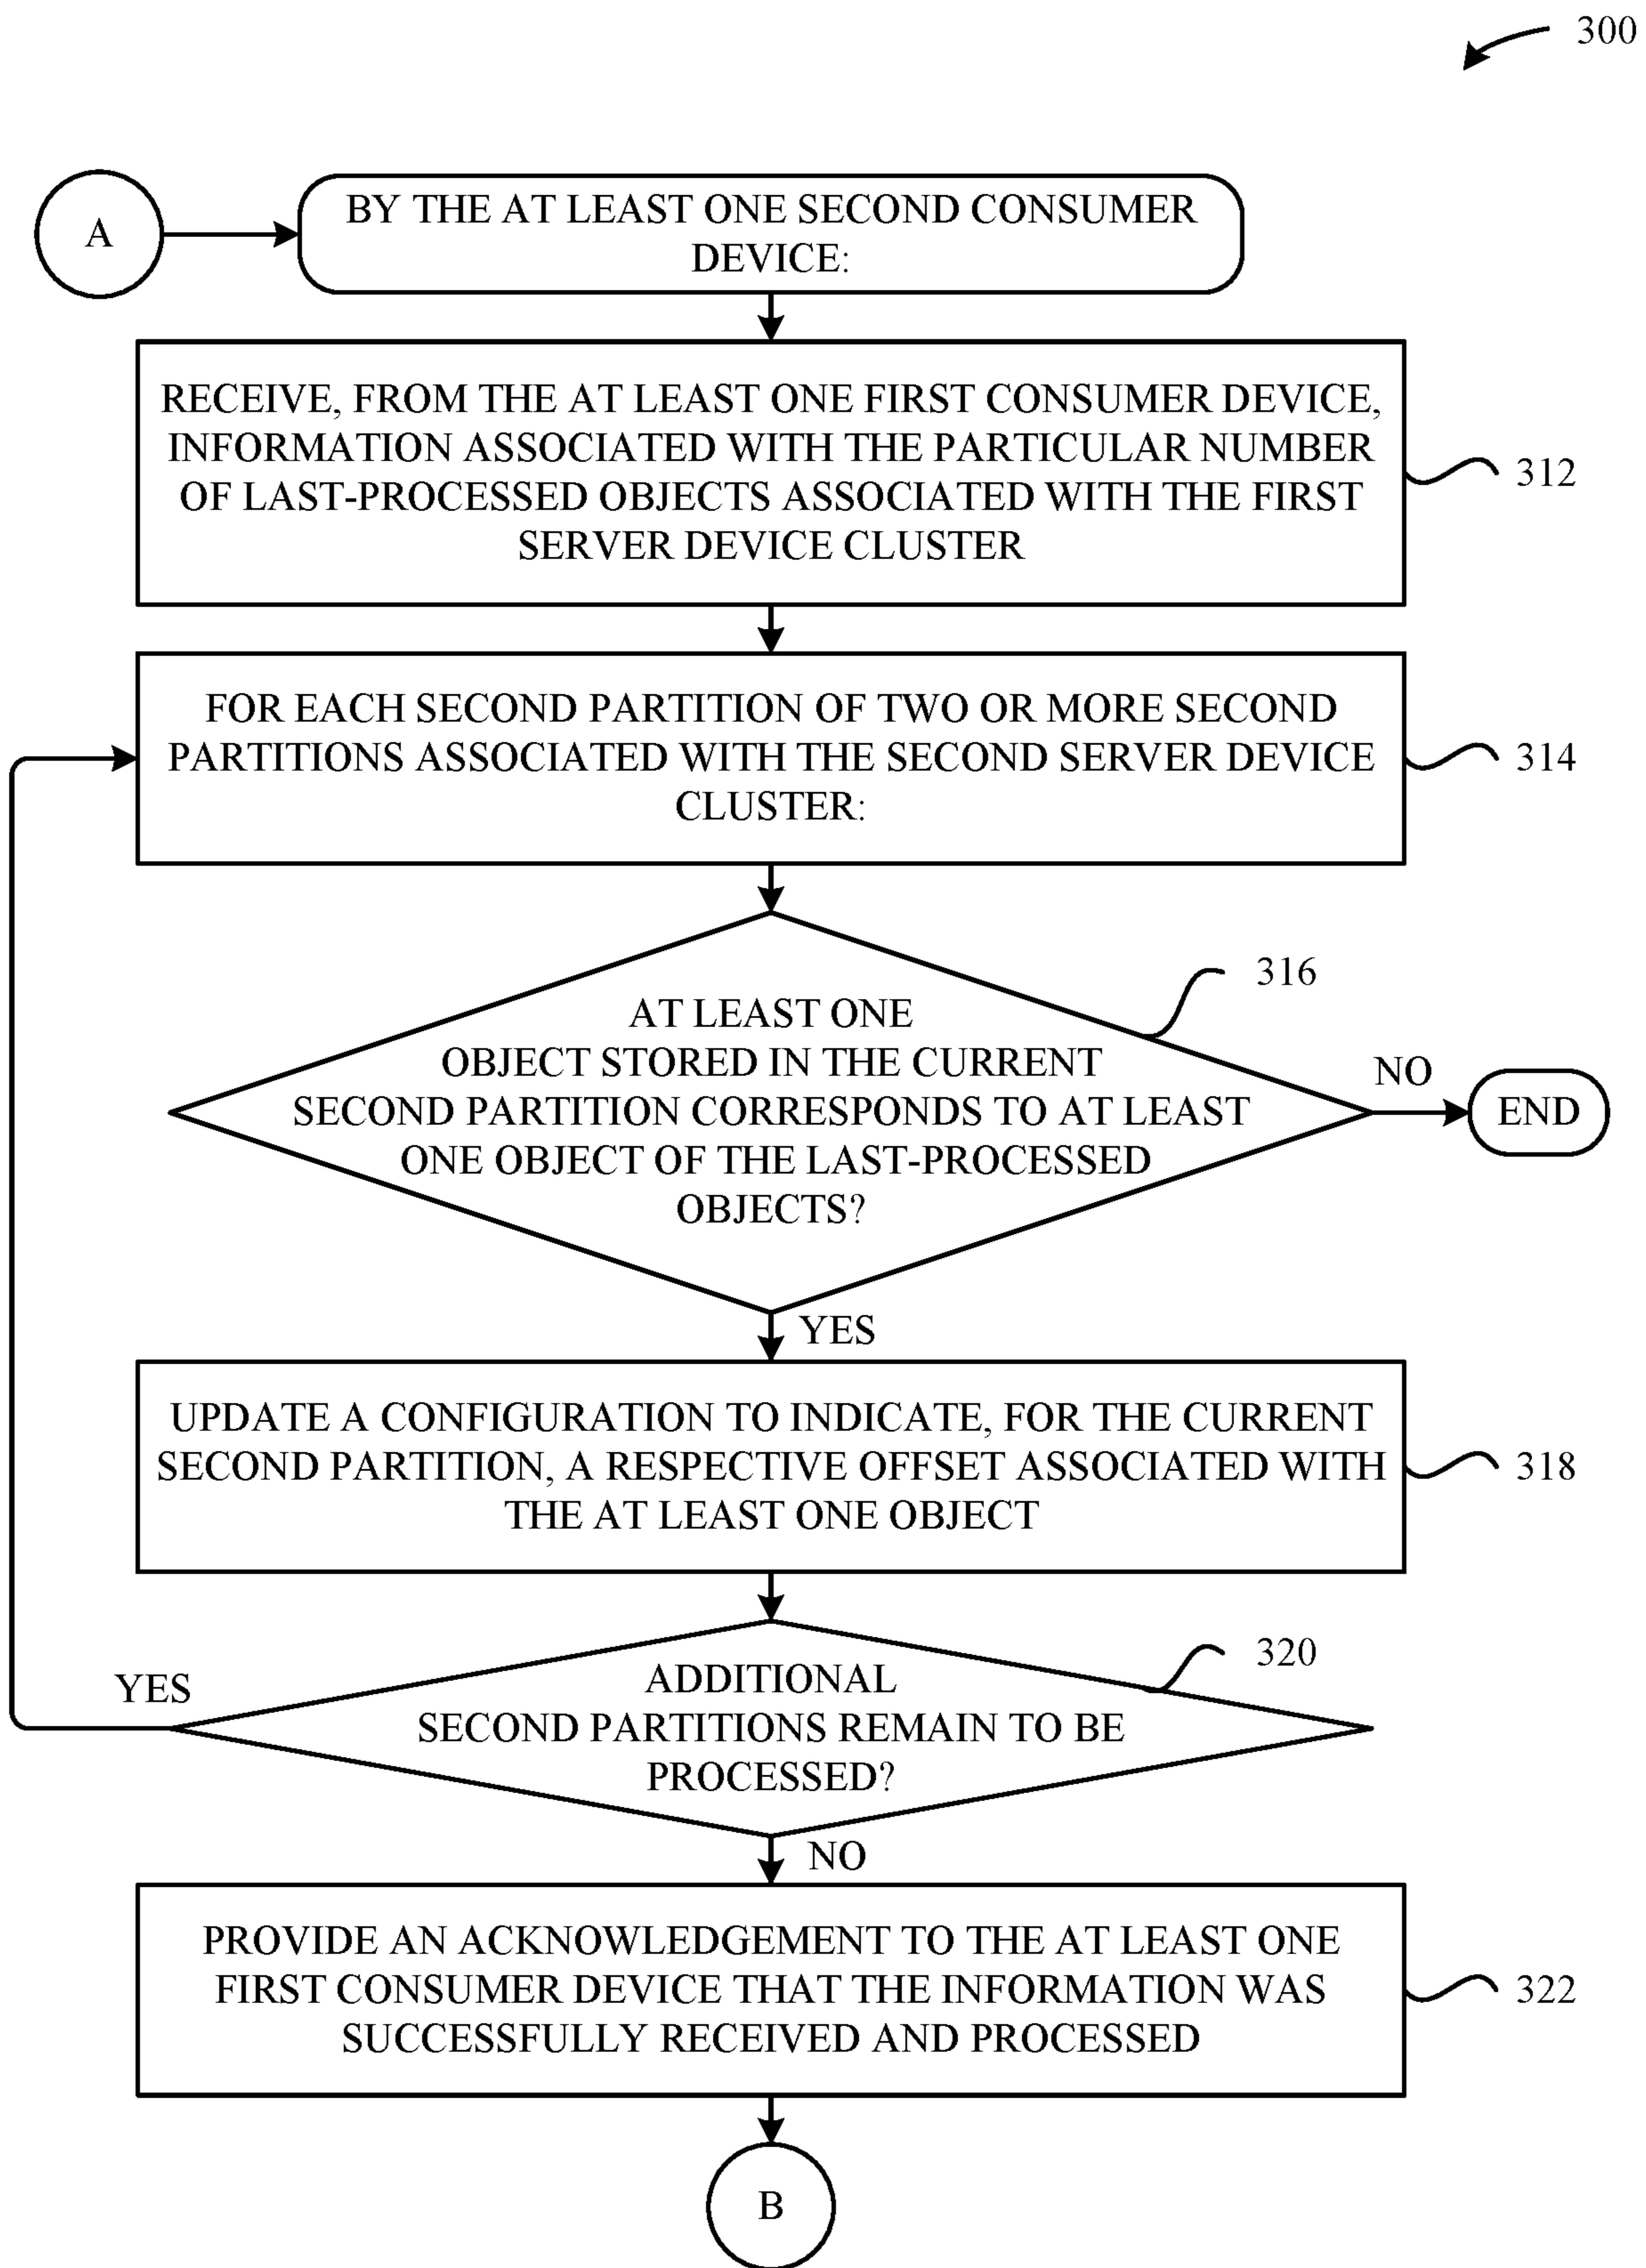 300
A
BY THE AT LEAST ONE SECOND CONSUMER
DEVICE:
RECEIVE, FROM THE AT LEAST ONE FIRST CONSUMER DEVICE,
INFORMATION ASSOCIATED WITH THE PARTICULAR NUMBER
OF LAST-PROCESSED OBJECTS ASSOCIATED WITH THE FIRST
SERVER DEVICE CLUSTER
312
FOR EACH SECOND PARTITION OF TWO OR MORE SECOND
PARTITIONS ASSOCIATED WITH THE SECOND SERVER DEVICE
CLUSTER:
314
316
AT LEAST ONE
OBJECT STORED IN THE CURRENT
SECOND PARTITION CORRESPONDS TO AT LEAST
ONE OBJECT OF THE LAST-PROCESSED
OBJECTS?
NO
END
YES
UPDATE A CONFIGURATION TO INDICATE, FOR THE CURRENT
SECOND PARTITION, A RESPECTIVE OFFSET ASSOCIATED WITH
THE AT LEAST ONE OBJECT
318
320
YES
ADDITIONAL
SECOND PARTITIONS REMAIN TO BE
PROCESSED?
NO
PROVIDE AN ACKNOWLEDGEMENT TO THE AT LEAST ONE
FIRST CONSUMER DEVICE THAT THE INFORMATION WAS
SUCCESSFULLY RECEIVED AND PROCESSED
322
B